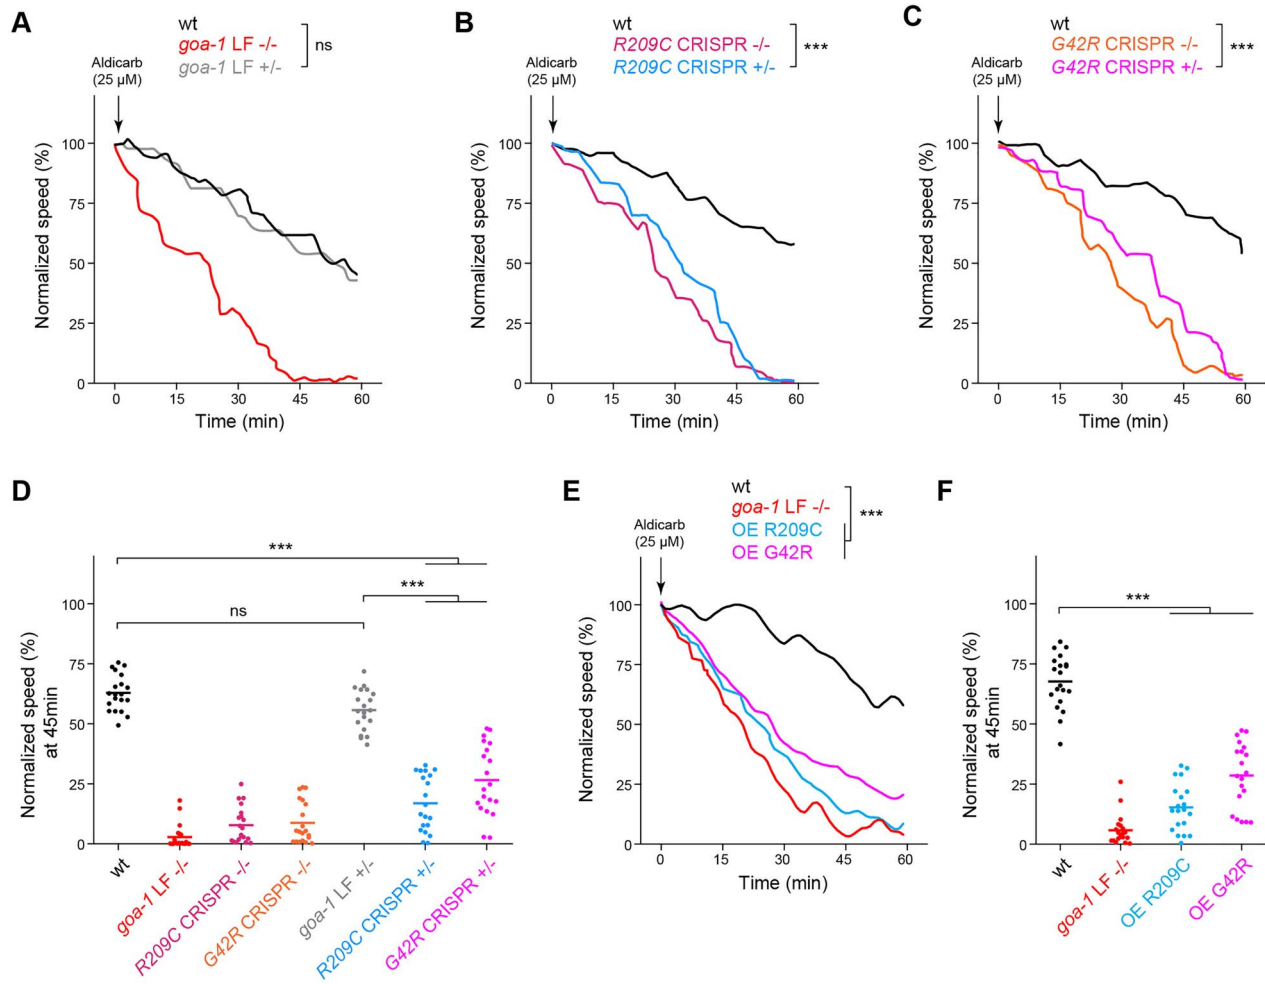 A
wt
goa-1 LF -/-
goa-1 LF +/-
ns
Aldicarb
(25 µM)
Normalized speed (%)
100
75
50
25
0
0 15 30 45 60
Time (min)
B
wt
R209C CRISPR -/-
R209C CRISPR +/-
***
Aldicarb
(25 µM)
Normalized speed (%)
100
75
50
25
0
0 15 30 45 60
Time (min)
C
wt
G42R CRISPR -/-
G42R CRISPR +/-
***
Aldicarb
(25 µM)
Normalized speed (%)
100
75
50
25
0
0 15 30 45 60
Time (min)
D
***
***
ns
Normalized speed (%)
at 45min
100
75
50
25
0
wt
goa-1 LF -/-
R209C CRISPR -/-
G42R CRISPR -/-
goa-1 LF +/-
R209C CRISPR +/-
G42R CRISPR +/-
E
wt
goa-1 LF -/-
OE R209C
OE G42R
***
Aldicarb
(25 µM)
Normalized speed (%)
100
75
50
25
0
0 15 30 45 60
Time (min)
F
***
Normalized speed (%)
at 45min
100
75
50
25
0
wt
goa-1 LF -/-
OE R209C
OE G42R